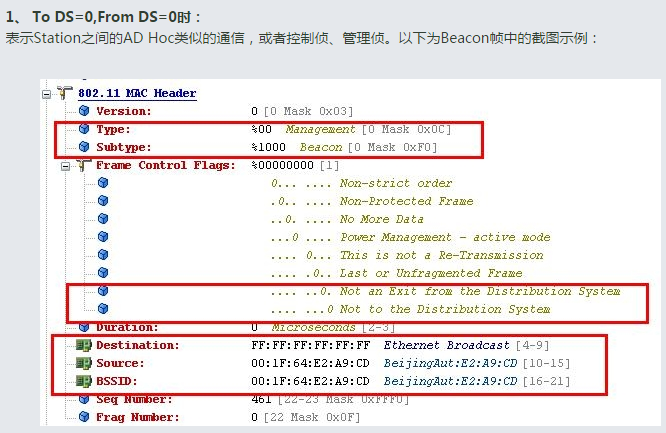 1、 To DS=0,From DS=0时：
表示Station之间的AD Hoc类似的通信，或者控制侦、管理侦。以下为Beacon帧中的截图示例：
802.11 MAC Header
Version: 0 [0 Mask 0x03]
Type: %00 Management [0 Mask 0x0C]
Subtype: %1000 Beacon [0 Mask 0xF0]
Frame Control Flags: %00000000 [1]
0... .... Non-strict order
.0.. .... Non-Protected Frame
..0. .... No More Data
...0 .... Power Management - active mode
.... 0... This is not a Re-Transmission
.... .0.. Last or Unfragmented Frame
.... ..0. Not an Exit from the Distribution System
.... ...0 Not to the Distribution System
Duration: 0 Microseconds [2-3]
Destination: FF:FF:FF:FF:FF:FF Ethernet Broadcast [4-9]
Source: 00:1F:64:E2:A9:CD BeijingAut:E2:A9:CD [10-15]
BSSID: 00:1F:64:E2:A9:CD BeijingAut:E2:A9:CD [16-21]
Seq Number: 461 [22-23 Mask 0xFFF0]
Frag Number: 0 [22 Mask 0x0F]